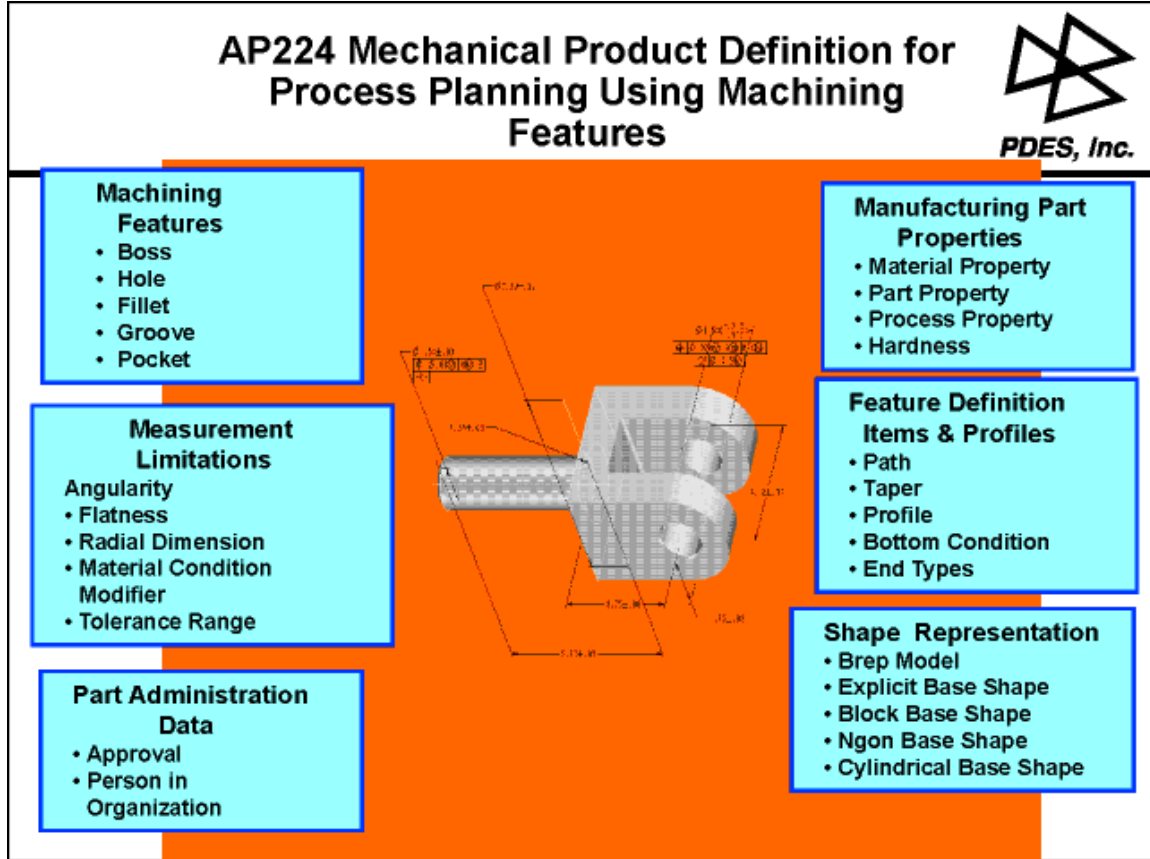 AP224 Mechanical Product Definition for
Process Planning Using Machining
Features
PDES, Inc.
Machining
Features
• Boss
• Hole
• Fillet
• Groove
• Pocket
Measurement
Limitations
Angularity
• Flatness
• Radial Dimension
• Material Condition
Modifier
• Tolerance Range
Part Administration
Data
• Approval
• Person in
Organization
Manufacturing Part
Properties
• Material Property
• Part Property
• Process Property
• Hardness
Feature Definition
Items & Profiles
• Path
• Taper
• Profile
• Bottom Condition
• End Types
Shape Representation
• Brep Model
• Explicit Base Shape
• Block Base Shape
• Ngon Base Shape
• Cylindrical Base Shape